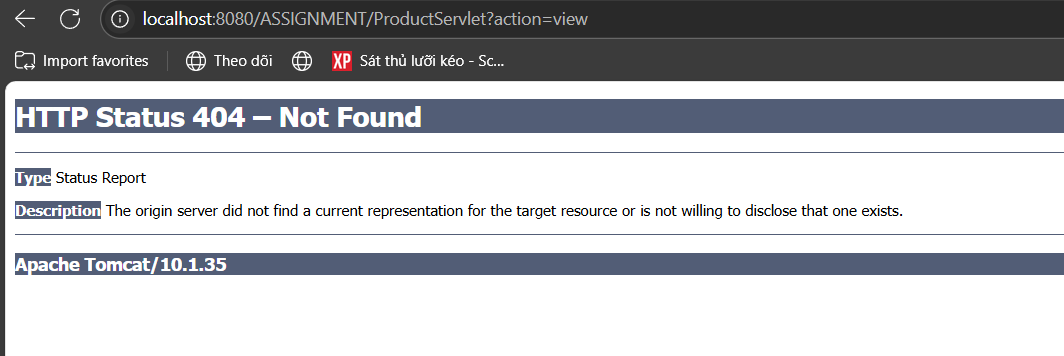 localhost:8080/ASSIGNMENT/ProductServlet?action=view
Import favorites Theo dõi XP Sát thủ lưỡi kéo - Sc...
HTTP Status 404 – Not Found
Type Status Report
Description The origin server did not find a current representation for the target resource or is not willing to disclose that one exists.
Apache Tomcat/10.1.35